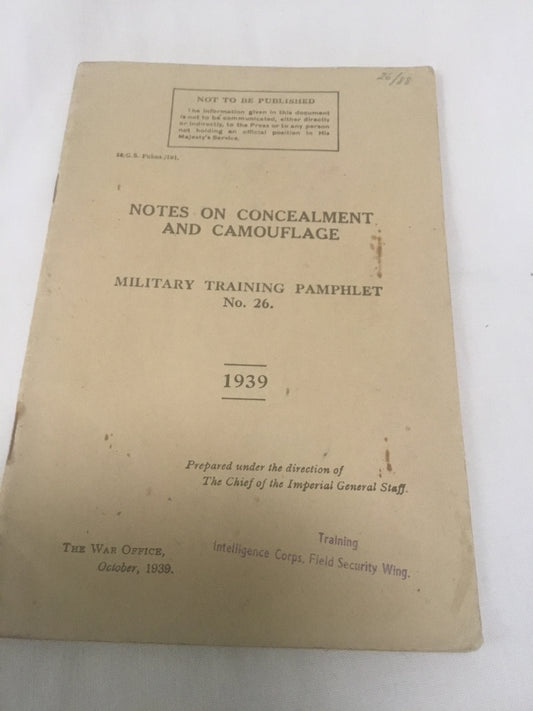 26/88
NOT TO BE PUBLISHED
The information given in this document
is not to be communicated, either directly
or indirectly, to the Press or to any person
not holding an official position in His
Majesty's Service.
NOTES ON CONCEALMENT
AND CAMOUFLAGE
MILITARY TRAINING PAMPHLET
No. 26.
1939
Prepared under the direction of
The Chief of the Imperial General Staff.
Training
Intelligence Corps, Field Security Wing.
THE WAR OFFICE,
October, 1939.